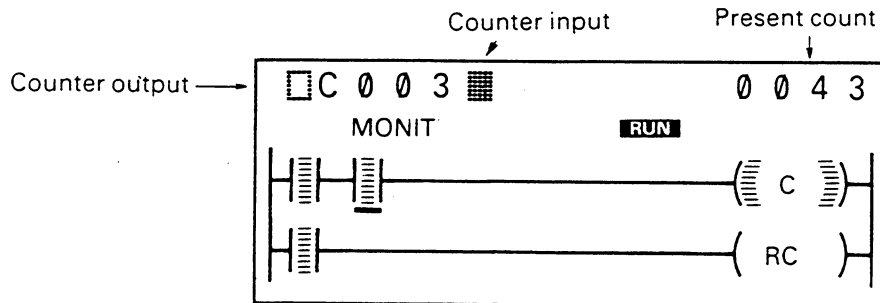 Counter input
Present count
Counter output
C 0 0 3
0 0 4 3
MONIT
RUN
C
RC